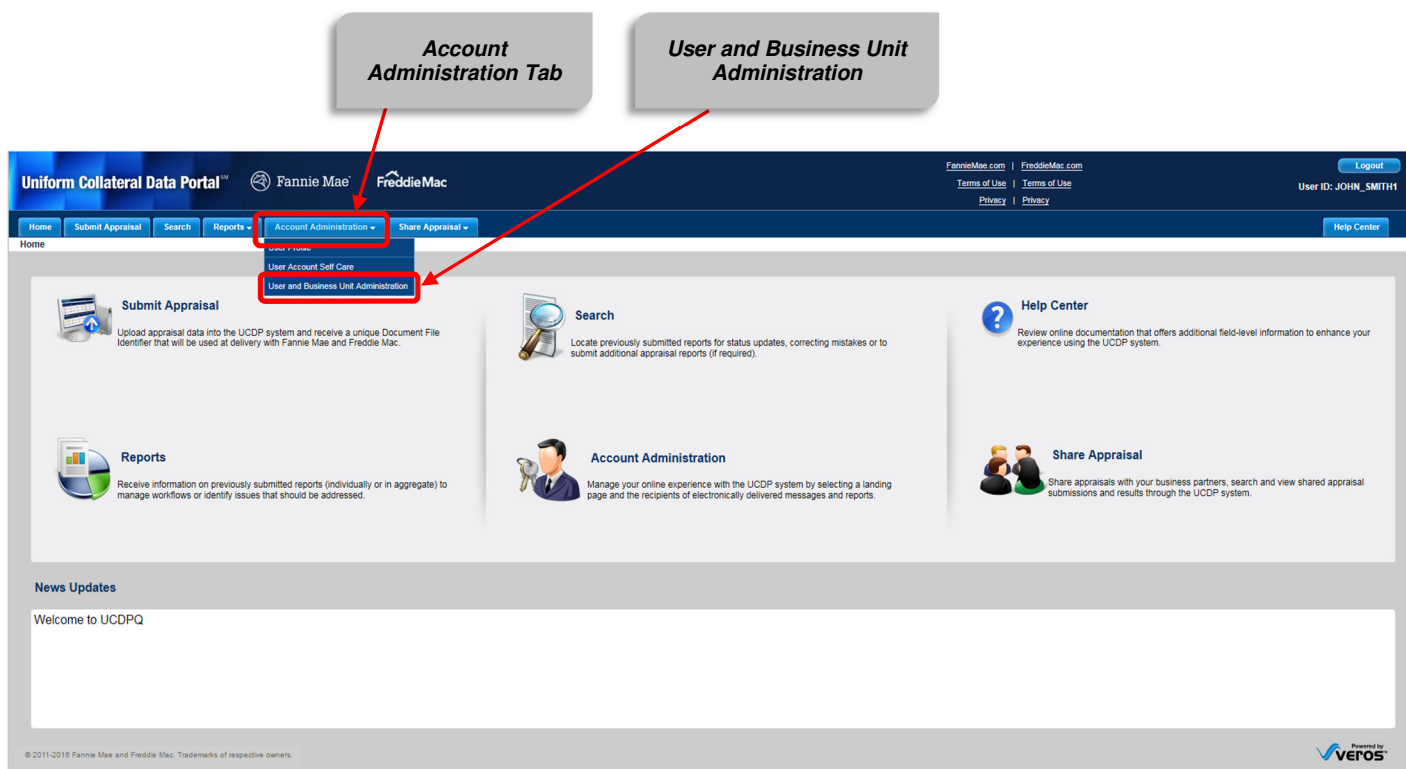 Account
Administration Tab
User and Business Unit
Administration
Uniform Collateral Data Portal℠
Fannie Mae®
Freddie Mac
FannieMae.com | FreddieMac.com
Terms of Use | Terms of Use
Privacy | Privacy
Logout
User ID: JOHN_SMITH1
Home
Submit Appraisal
Search
Reports
Account Administration
Share Appraisal
Help Center
Home
User Profile
User Account Self Care
User and Business Unit Administration
Submit Appraisal
Upload appraisal data into the UCDP system and receive a unique Document File
Identifier that will be used at delivery with Fannie Mae and Freddie Mac.
Search
Locate previously submitted reports for status updates, correcting mistakes or to
submit additional appraisal reports (if required).
Help Center
Review online documentation that offers additional field-level information to enhance your
experience using the UCDP system.
Reports
Receive information on previously submitted reports (individually or in aggregate) to
manage workflows or identify issues that should be addressed.
Account Administration
Manage your online experience with the UCDP system by selecting a landing
page and the recipients of electronically delivered messages and reports.
Share Appraisal
Share appraisals with your business partners, search and view shared appraisal
submissions and results through the UCDP system.
News Updates
Welcome to UCDPQ
© 2011-2016 Fannie Mae and Freddie Mac. Trademarks of respective owners.
Powered by
veros™